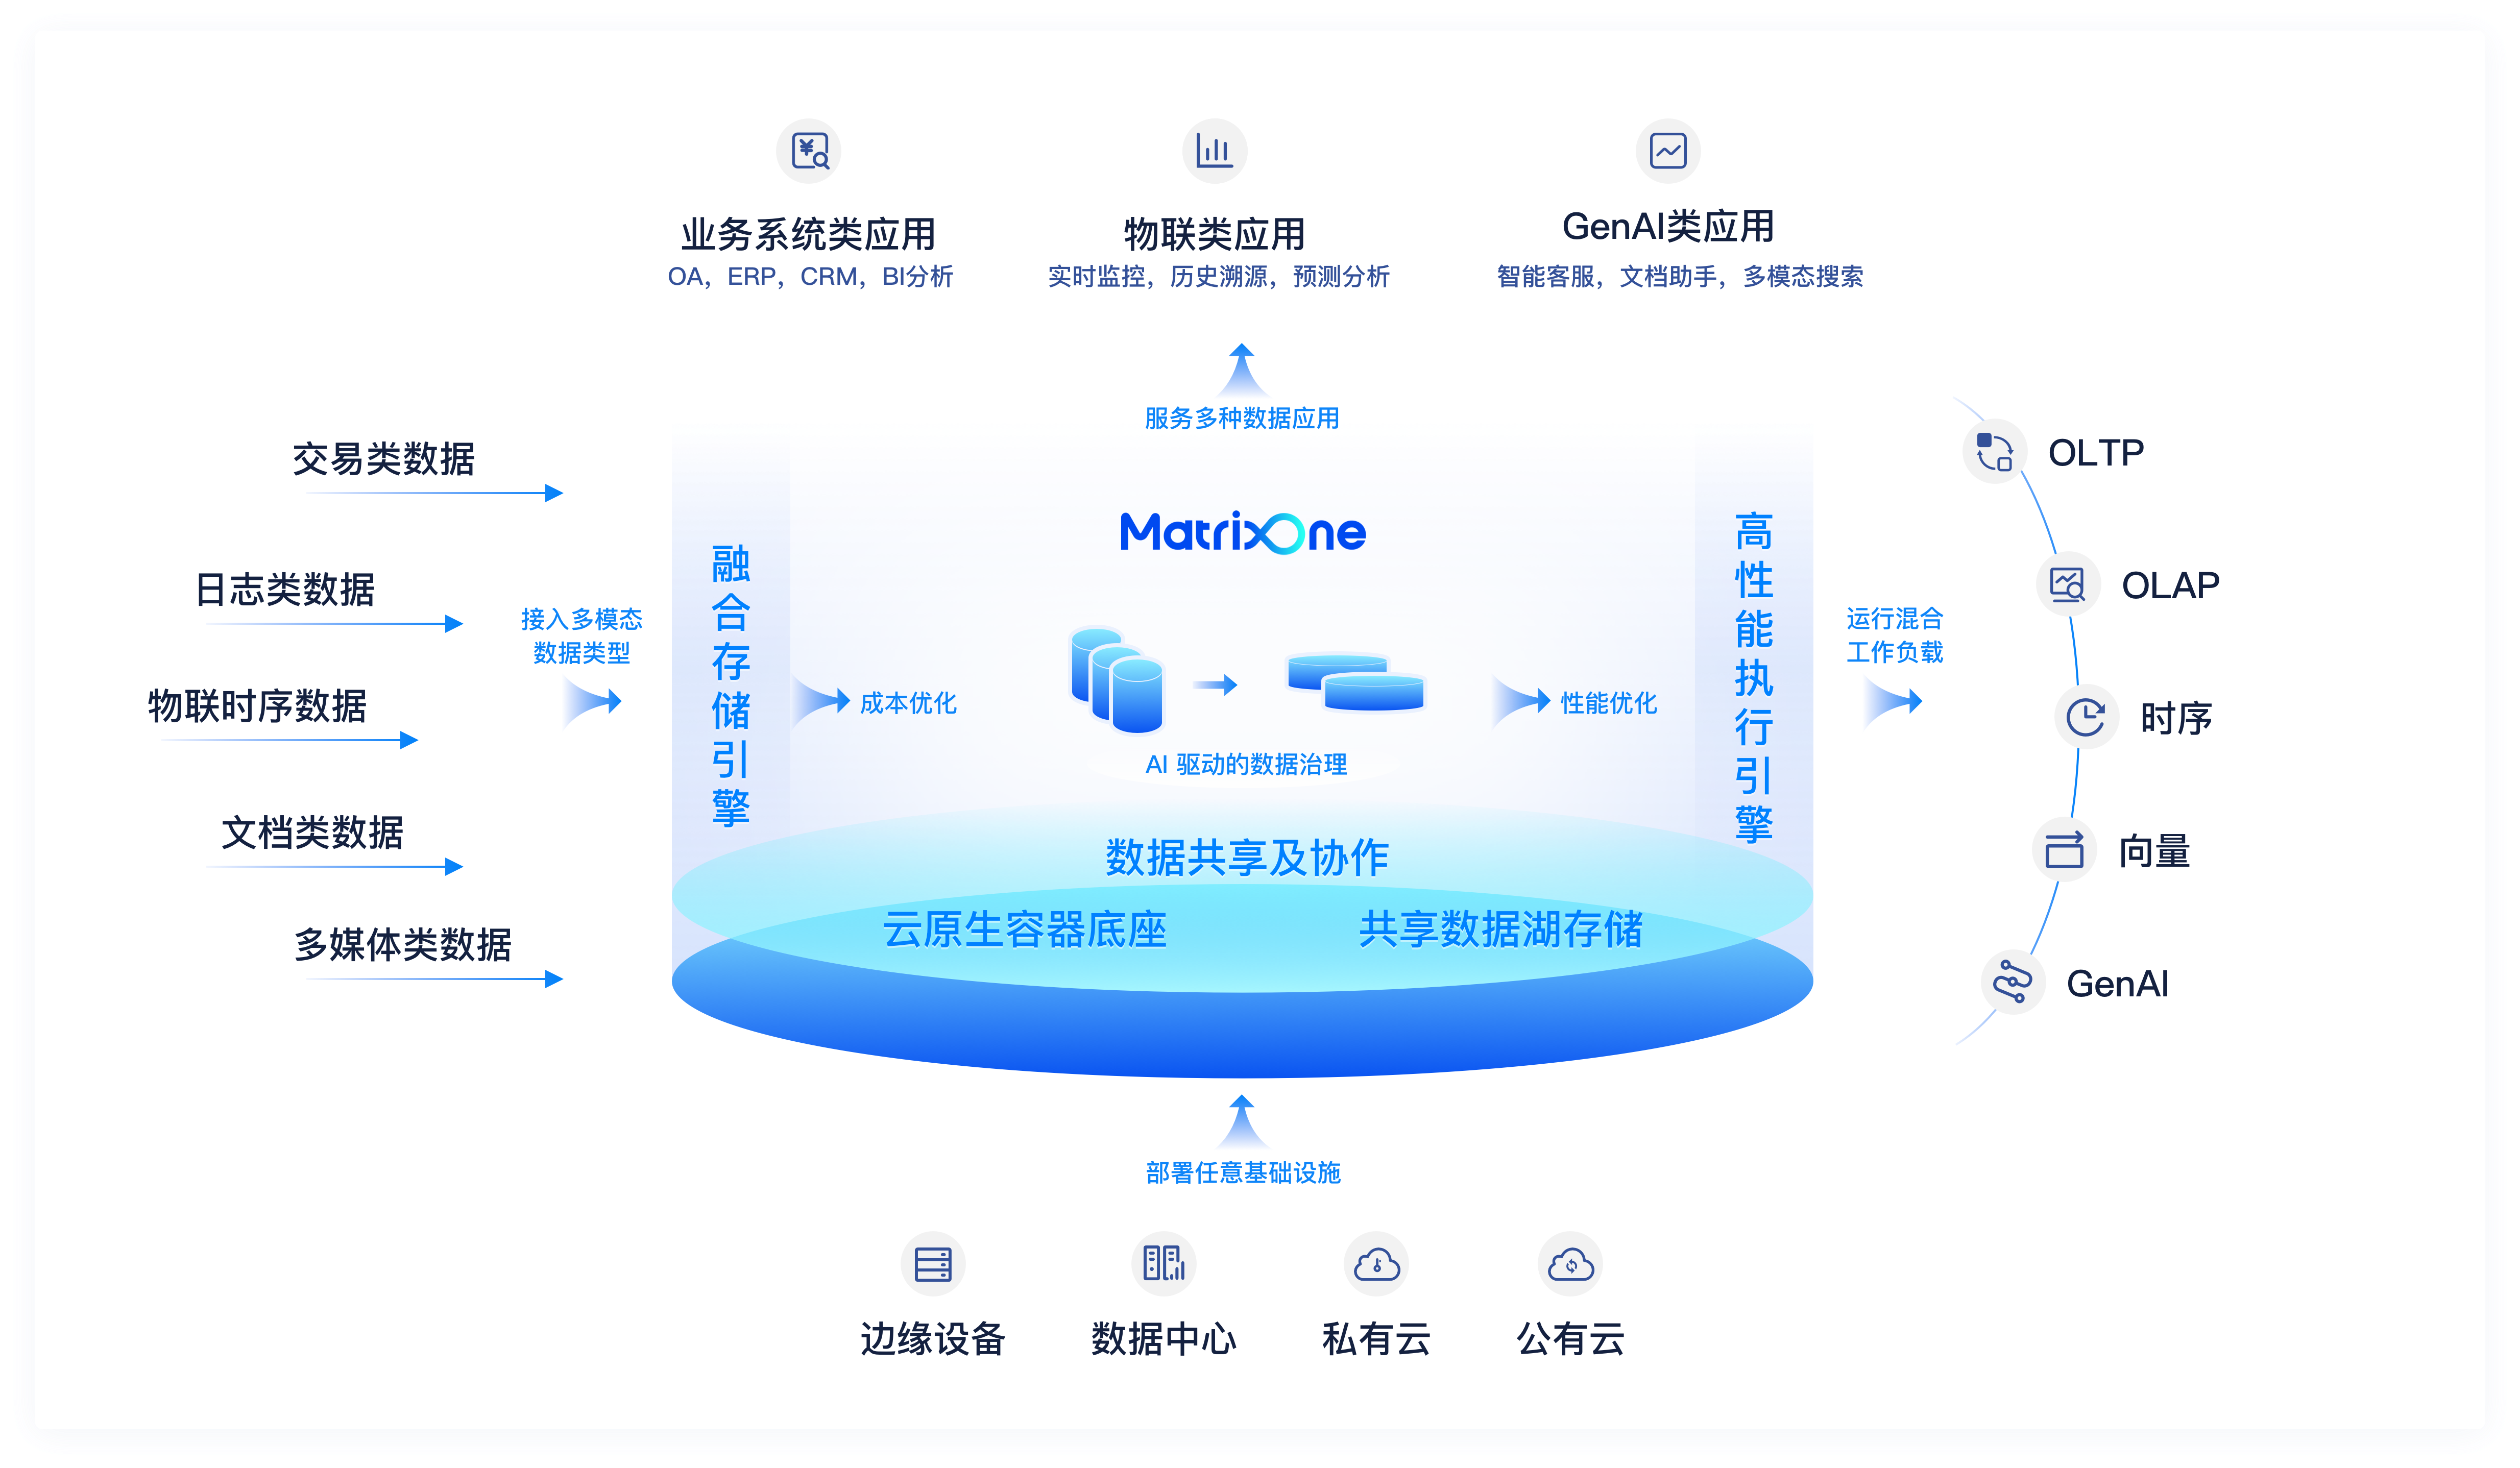 业务系统类应用
OA，ERP，CRM，BI分析
物联类应用
实时监控，历史溯源，预测分析
GenAI类应用
智能客服，文档助手，多模态搜索
服务多种数据应用
交易类数据
日志类数据
物联时序数据
文档类数据
多媒体类数据
接入多模态
数据类型
融合存储引擎
成本优化
MatrixOne
AI 驱动的数据治理
性能优化
高性能执行引擎
数据共享及协作
云原生容器底座
共享数据湖存储
运行混合
工作负载
OLTP
OLAP
时序
向量
GenAI
部署任意基础设施
边缘设备
数据中心
私有云
公有云